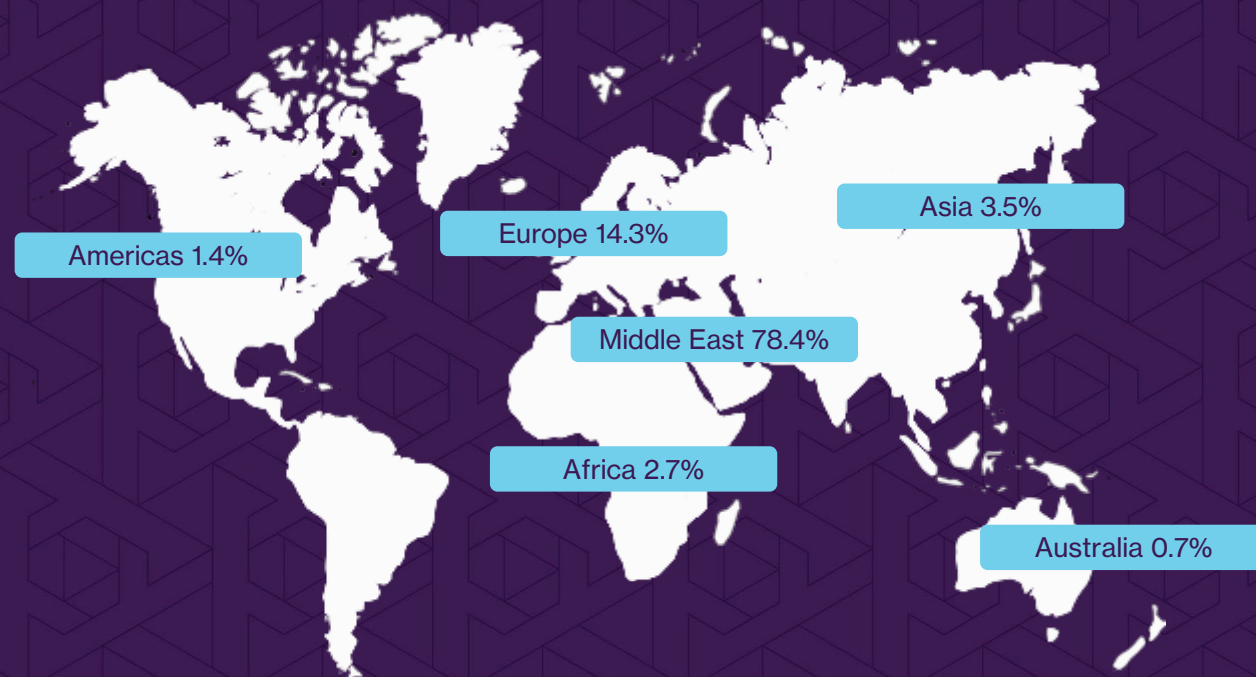 Asia 3.5%
Europe 14.3%
Americas 1.4%
Middle East 78.4%
Africa 2.7%
Australia 0.7%